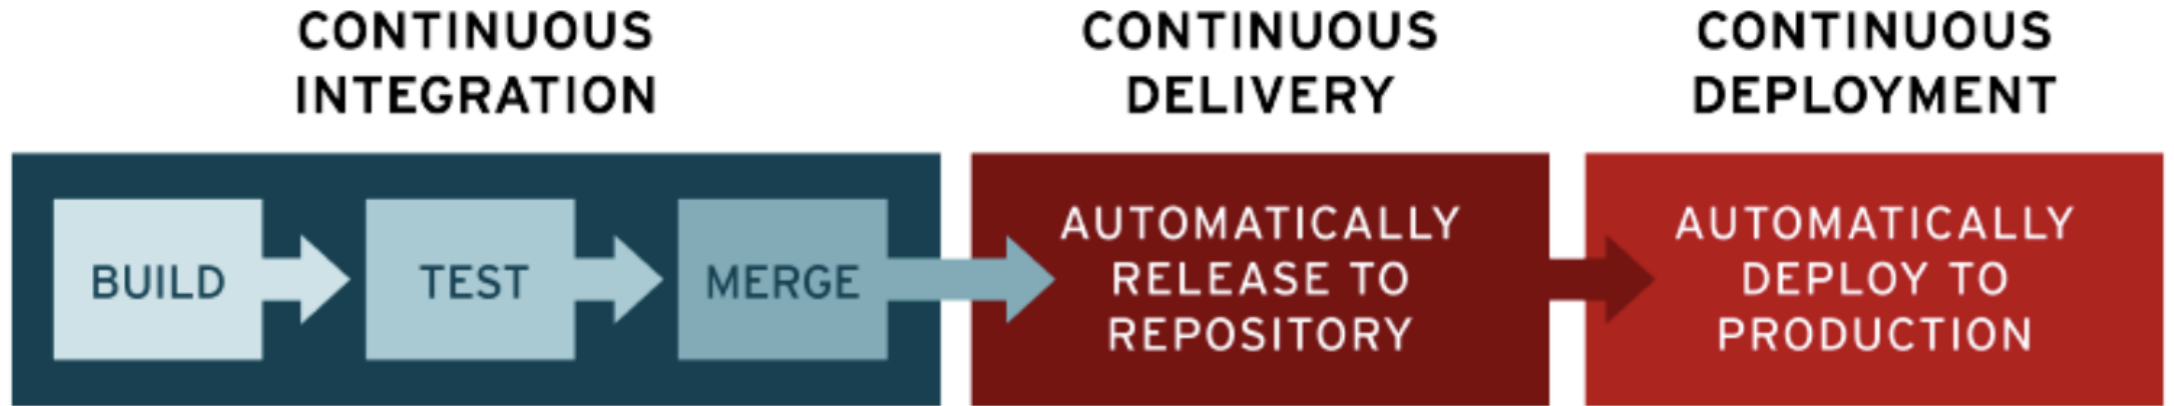 CONTINUOUS
INTEGRATION
CONTINUOUS
DELIVERY
CONTINUOUS
DEPLOYMENT
BUILD
TEST
MERGE
AUTOMATICALLY
RELEASE TO
REPOSITORY
AUTOMATICALLY
DEPLOY TO
PRODUCTION